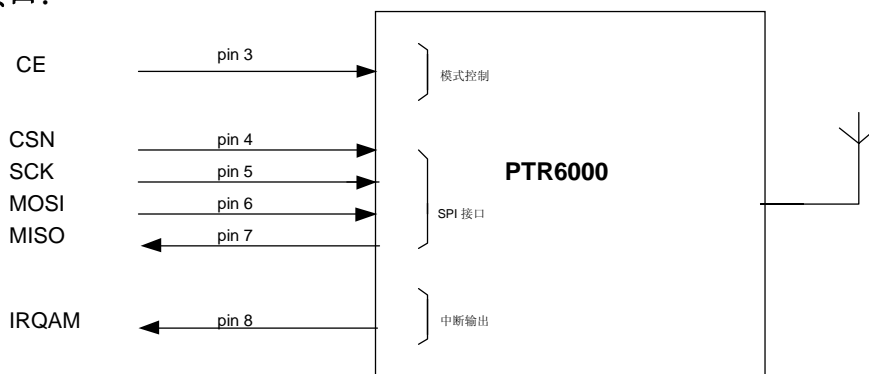 口:
CE
pin 3
模式控制
CSN
pin 4
SCK
pin 5
PTR6000
MOSI
pin 6
SPI 接口
MISO
pin 7
IRQAM
pin 8
中断输出